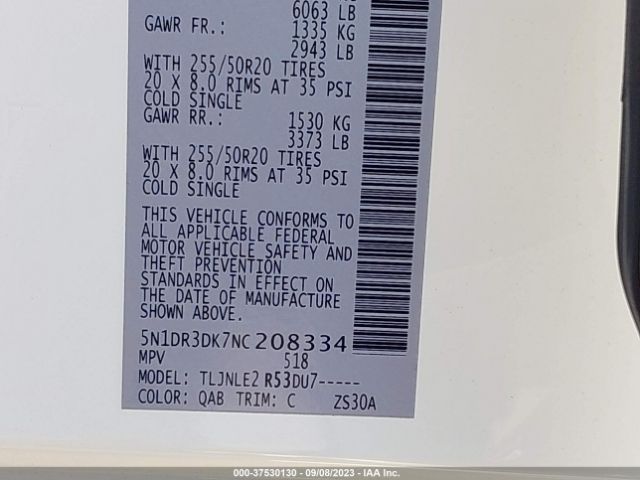 6063 LB
GAWR FR.: 1335 KG
2943 LB
WITH 255/50R20 TIRES
20 X 8.0 RIMS AT 35 PSI
COLD SINGLE
GAWR RR.: 1530 KG
3373 LB
WITH 255/50R20 TIRES
20 X 8.0 RIMS AT 35 PSI
COLD SINGLE
THIS VEHICLE CONFORMS TO
ALL APPLICABLE FEDERAL
MOTOR VEHICLE SAFETY AND
THEFT PREVENTION
STANDARDS IN EFFECT ON
THE DATE OF MANUFACTURE
SHOWN ABOVE.
5N1DR3DK7NC208334
MPV 518
MODEL: TLJNLE2 R53DU7-----
COLOR: QAB TRIM: C ZS30A
000-37530130 - 09/08/2023 - IAA Inc.